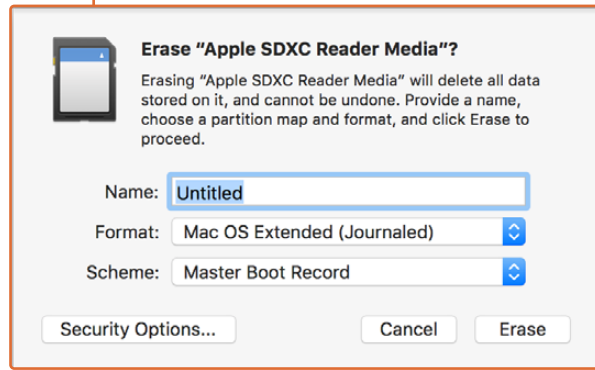 Erase “Apple SDXC Reader Media”?
Erasing “Apple SDXC Reader Media” will delete all data
stored on it, and cannot be undone. Provide a name,
choose a partition map and format, and click Erase to
proceed.
Name: Untitled
Format: Mac OS Extended (Journaled)
Scheme: Master Boot Record
Security Options... Cancel Erase